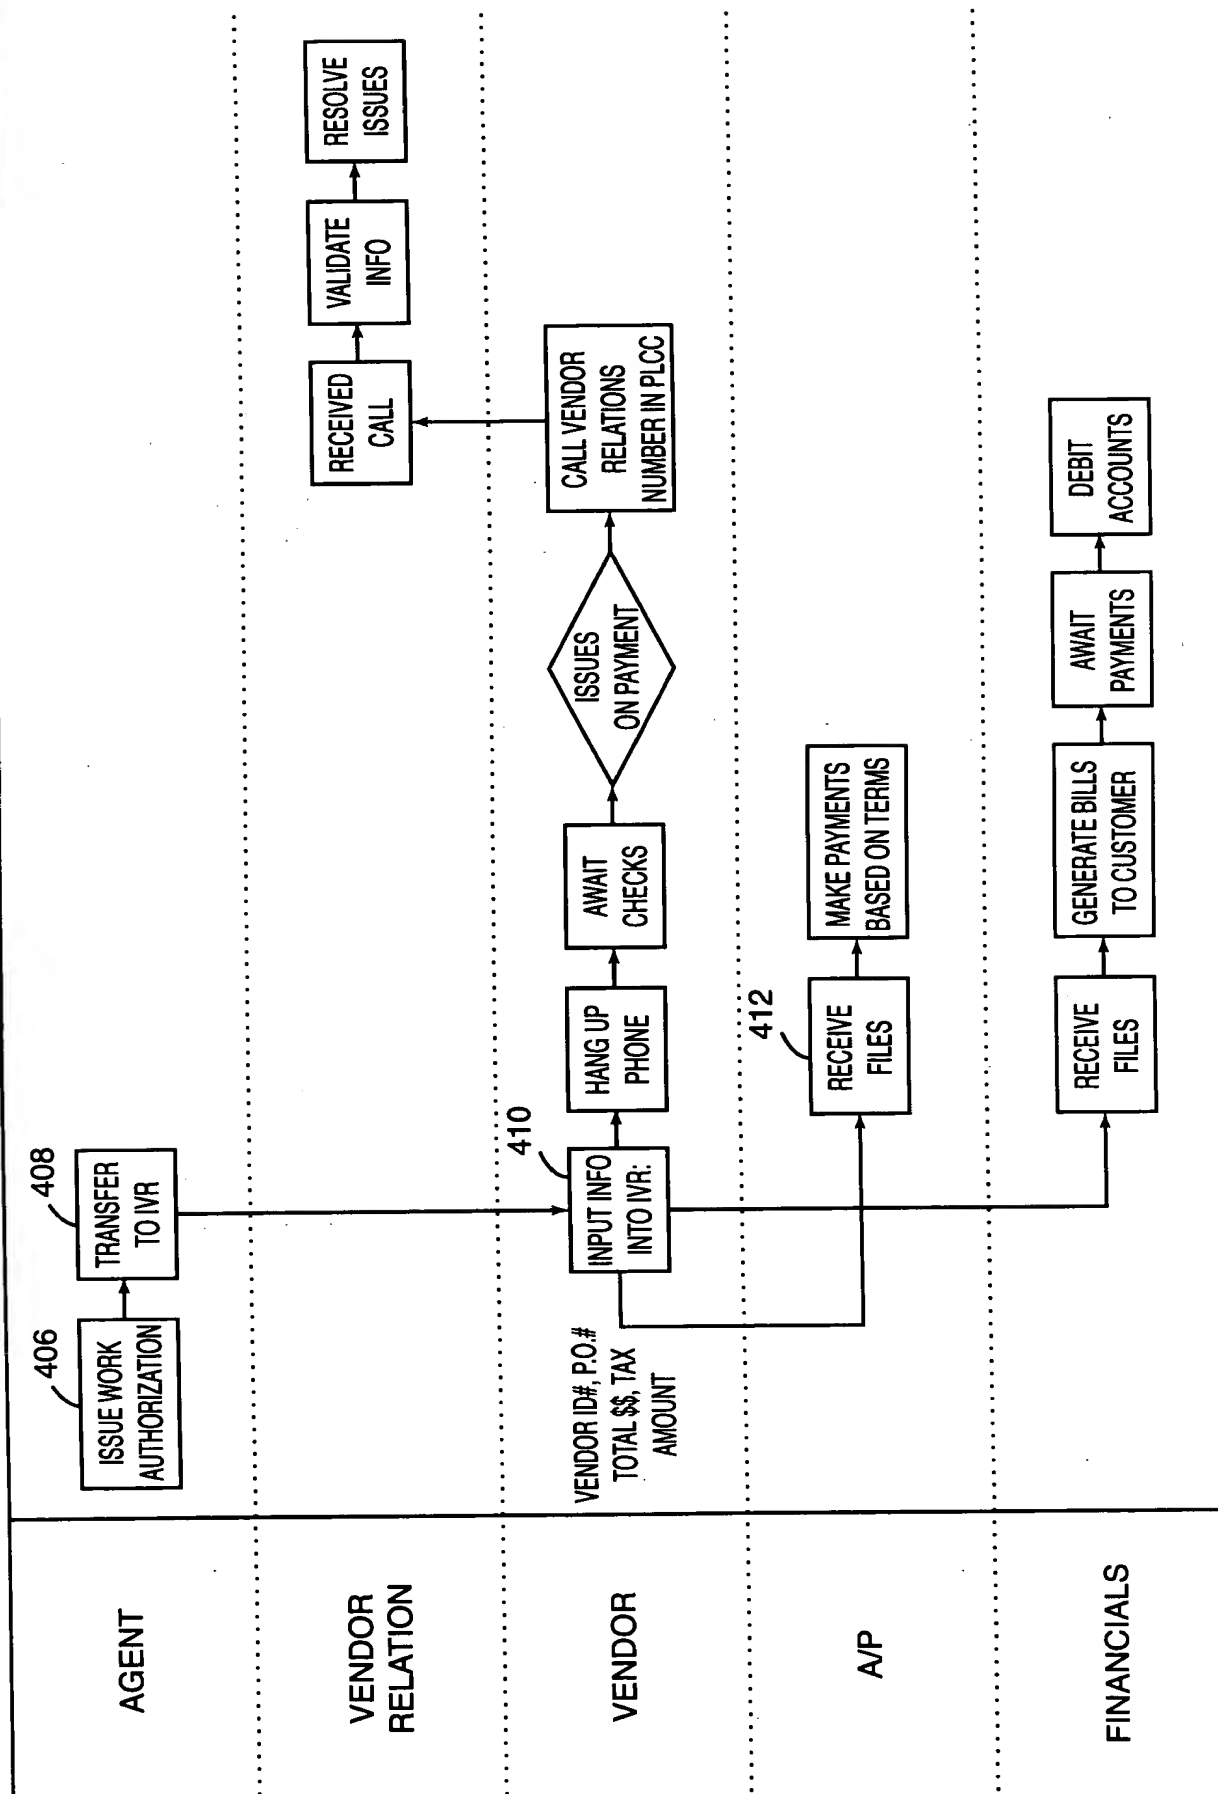 AGENT
406
ISSUE WORK
AUTHORIZATION
408
TRANSFER
TO IVR
VENDOR
RELATION
RECEIVED
CALL
VALIDATE
INFO
RESOLVE
ISSUES
VENDOR
VENDOR ID#, P.O.#
TOTAL $$, TAX
AMOUNT
410
INPUT INFO
INTO IVR:
HANG UP
PHONE
AWAIT
CHECKS
ISSUES
ON PAYMENT
CALL VENDOR
RELATIONS
NUMBER IN PLCC
A/P
412
RECEIVE
FILES
MAKE PAYMENTS
BASED ON TERMS
FINANCIALS
RECEIVE
FILES
GENERATE BILLS
TO CUSTOMER
AWAIT
PAYMENTS
DEBIT
ACCOUNTS